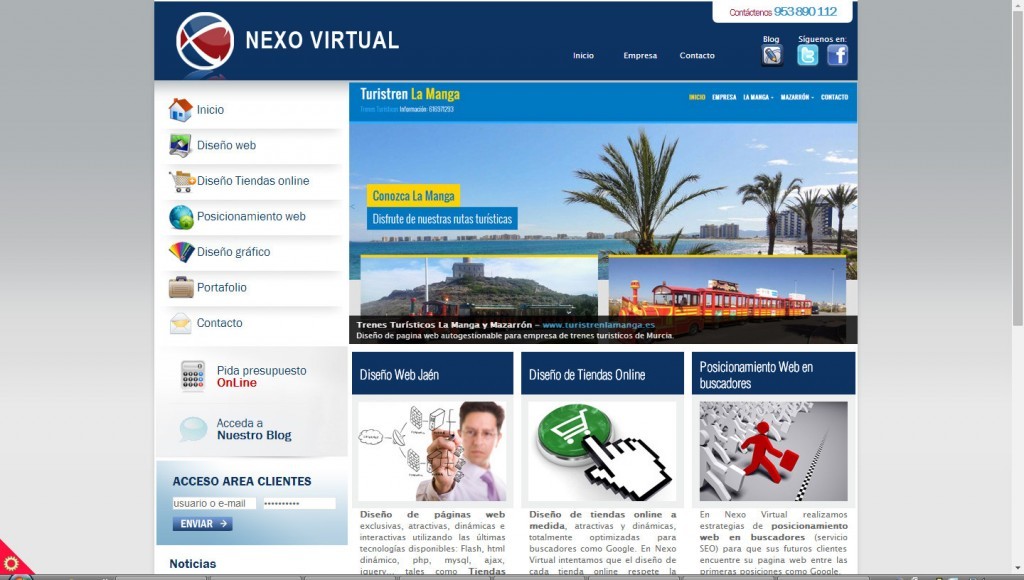 Contáctenos 953 890 112
NEXO VIRTUAL
Blog
Síguenos en:
Inicio
Empresa
Contacto
Inicio
Diseño web
Diseño Tiendas online
Posicionamiento web
Diseño gráfico
Portafolio
Contacto
Pida presupuesto
OnLine
Acceda a
Nuestro Blog
ACCESO AREA CLIENTES
usuario o e-mail
••••••••••
ENVIAR
Noticias
Turistren La Manga
Trenes Turísticos Información: 616971293
INICIO EMPRESA LA MANGA MAZARRÓN CONTACTO
Conozca La Manga
Disfrute de nuestras rutas turísticas
Trenes Turísticos La Manga y Mazarrón – www.turistrenlamanga.es
Diseño de pagina web autogestionable para empresa de trenes turisticos de Murcia.
Diseño Web Jaén
Diseño de páginas web
exclusivas, atractivas, dinámicas e
interactivas utilizando las últimas
tecnologías disponibles: Flash, html
dinámico, php, mysql, ajax,
jquery... tales como Tiendas
Diseño de Tiendas Online
Diseño de tiendas online a
medida, atractivas y dinámicas,
totalmente optimizadas para
buscadores como Google. En Nexo
Virtual intentamos que el diseño de
cada tienda online respete la
Posicionamiento Web en
buscadores
En Nexo Virtual realizamos
estrategias de posicionamiento
web en buscadores (servicio
SEO) para que sus futuros clientes
encuentre su pagina web entre las
primeras posiciones como Google.